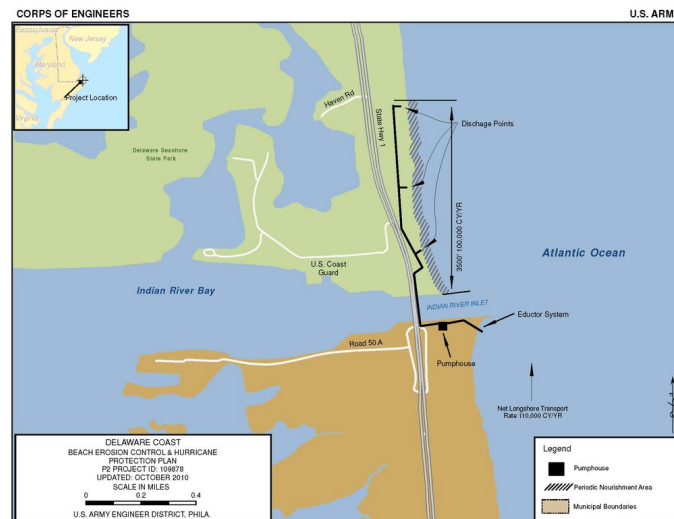 CORPS OF ENGINEERS
U.S. ARMY
Pennsylvania
New Jersey
Maryland
Project Location
Virginia
Haven Rd
State Hwy 1
Dischage Points
Delaware Seashore
State Park
3500' 100,000 CY/YR
U.S. Coast
Guard
Atlantic Ocean
Indian River Bay
INDIAN RIVER INLET
Eductor System
Road 50 A
Pumphouse
Net Longshore Transport
Rate 110,000 CY/YR
DELAWARE COAST
BEACH EROSION CONTROL & HURRICANE
PROTECTION PLAN
P2 PROJECT ID: 109878
UPDATED: OCTOBER 2010
SCALE IN MILES
0 0.2 0.4
U.S. ARMY ENGINEER DISTRICT, PHILA.
Legend
Pumphouse
Periodic Nourishment Area
Municipal Boundaries